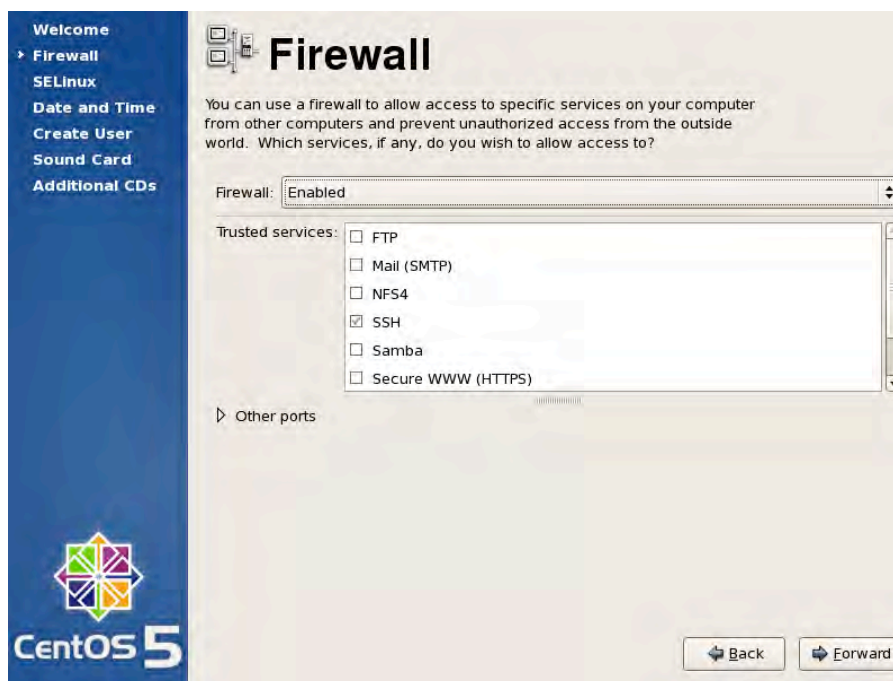 Welcome
Firewall
SELinux
Date and Time
Create User
Sound Card
Additional CDs
CentOS 5
Firewall
You can use a firewall to allow access to specific services on your computer
from other computers and prevent unauthorized access from the outside
world. Which services, if any, do you wish to allow access to?
Firewall: Enabled
Trusted services:
FTP
Mail (SMTP)
NFS4
SSH
Samba
Secure WWW (HTTPS)
Other ports
Back Forward